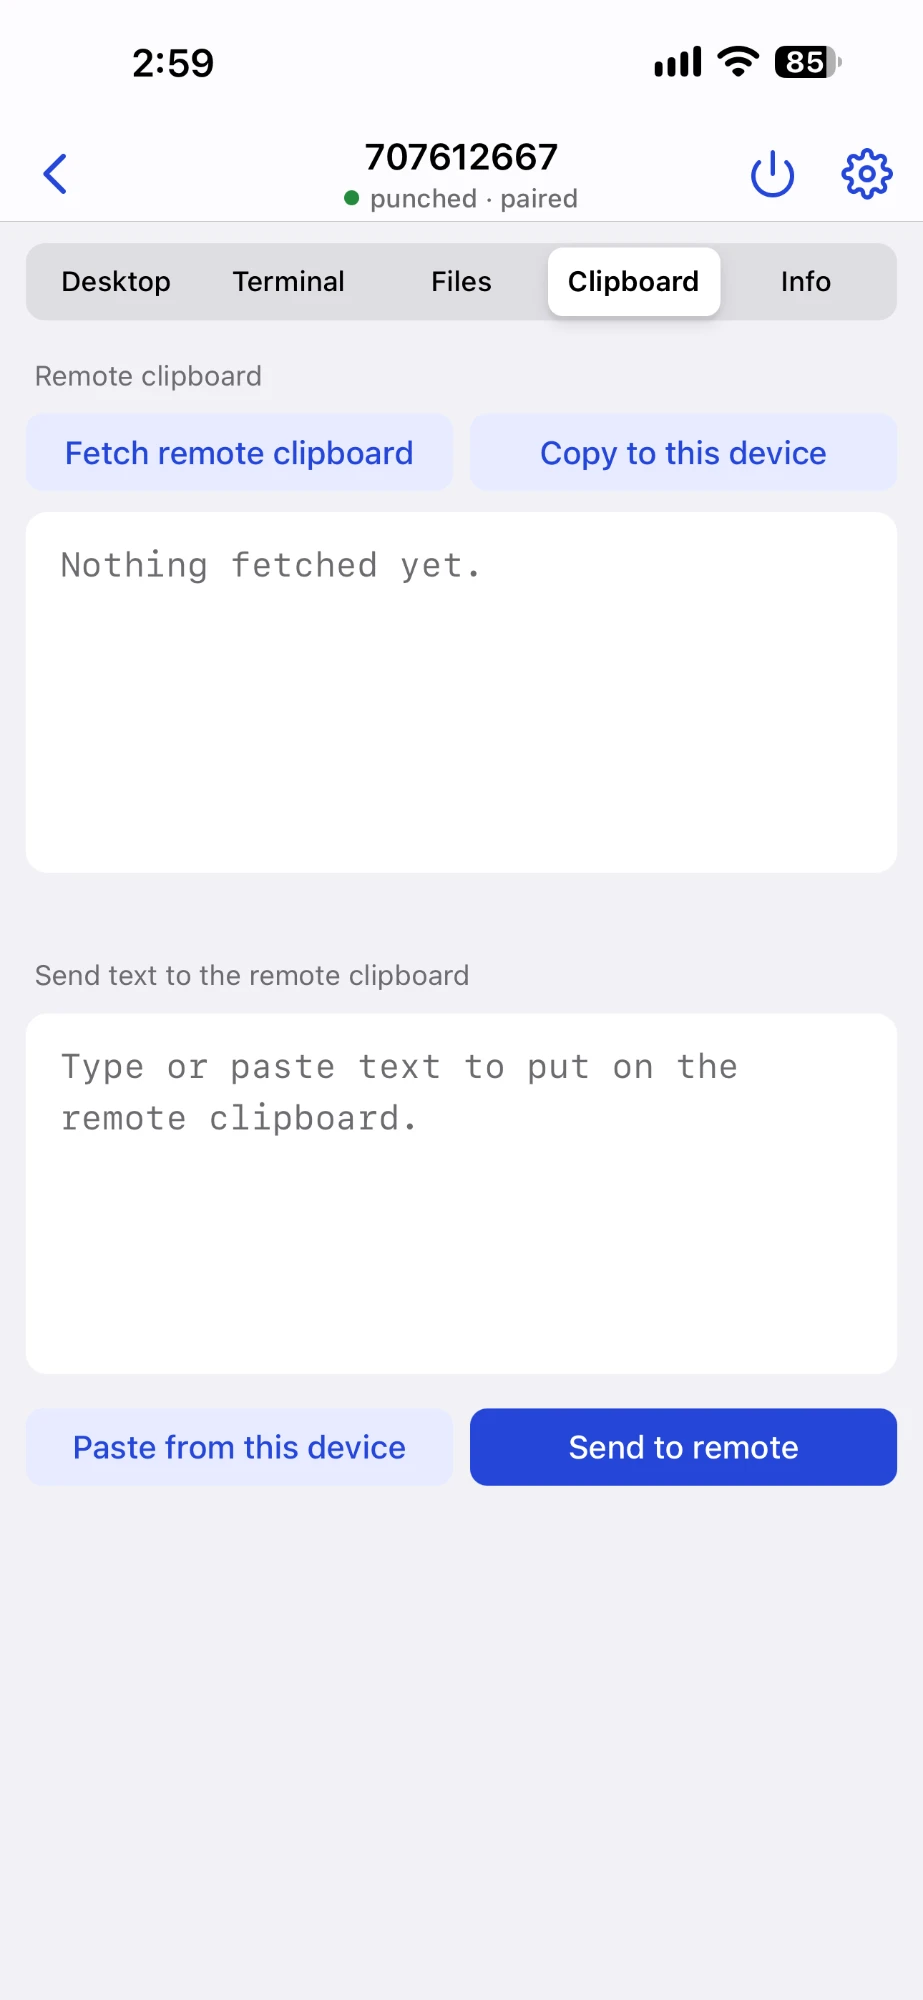 2:59
85
707612667
punched · paired
Desktop
Terminal
Files
Clipboard
Info
Remote clipboard
Fetch remote clipboard
Copy to this device
Nothing fetched yet.
Send text to the remote clipboard
Type or paste text to put on the
remote clipboard.
Paste from this device
Send to remote